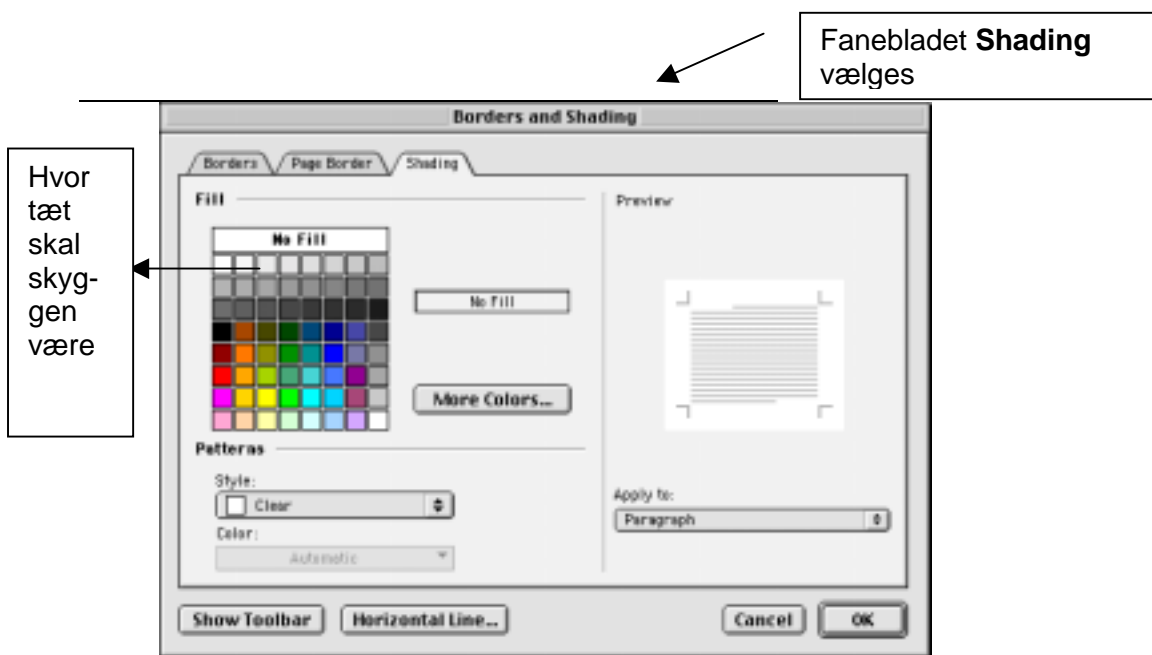 Fanebladet Shading
vælges
Borders and Shading
Borders Page Border Shading
Hvor
tæt
skal
skyg-
gen
være
Fill
No Fill
No Fill
More Colors...
Preview
Patterns
Style:
Clear
Color:
Automatic
Apply to:
Paragraph
Show Toolbar Horizontal Line... Cancel OK